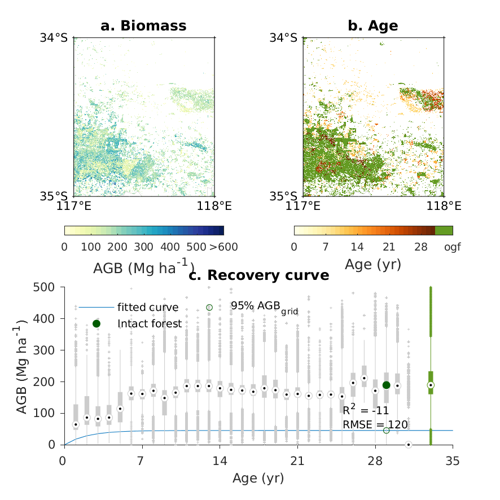 a. Biomass
b. Age
34°S
34°S
35°S
35°S
117°E
118°E
117°E
118°E
0 100 200 300 400 500 >600
0 7 14 21 28 ogf
AGB (Mg ha⁻¹)
Age (yr)
c. Recovery curve
500
400
300
200
100
0
AGB (Mg ha⁻¹)
fitted curve
95% AGB_grid
Intact forest
R² = -11
RMSE = 120
0 7 14 21 28 35
Age (yr)